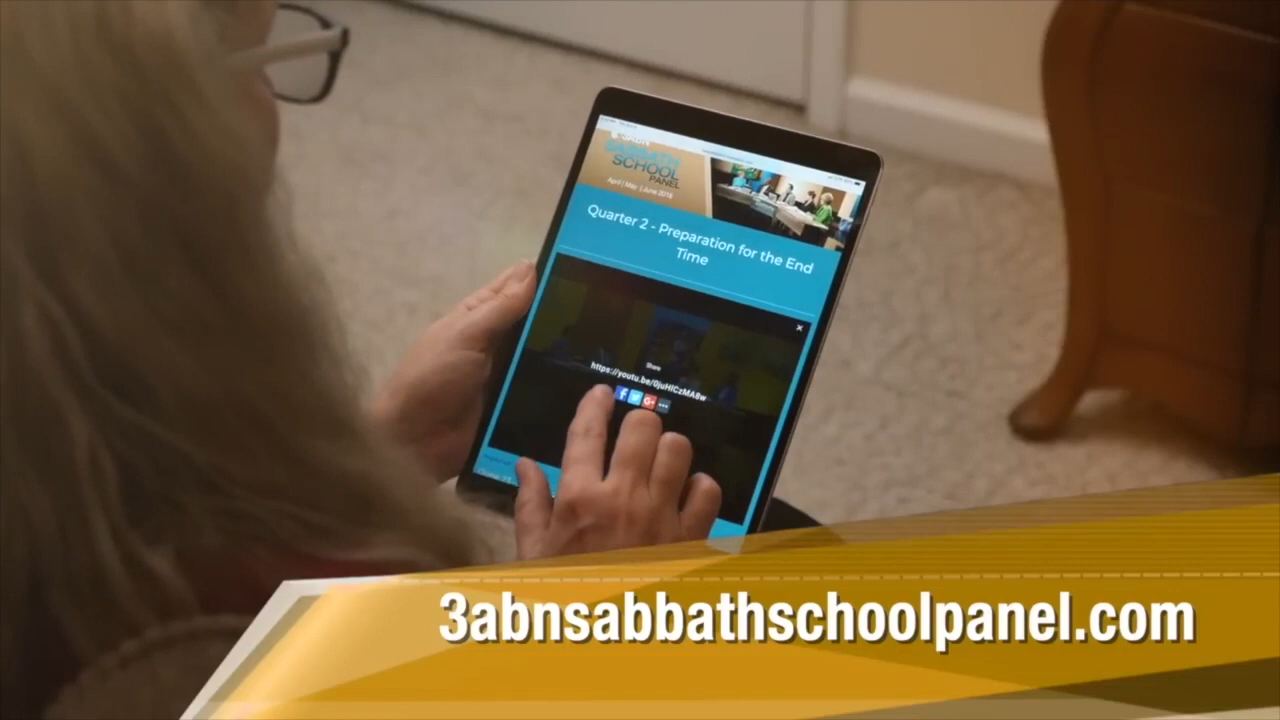 3ABN
SABBATH
SCHOOL
PANEL
April | May | June 2018
Quarter 2 - Preparation for the End
Time
Share
https://youtu.be/0juHlCzMA8w
3abnsabbathschoolpanel.com